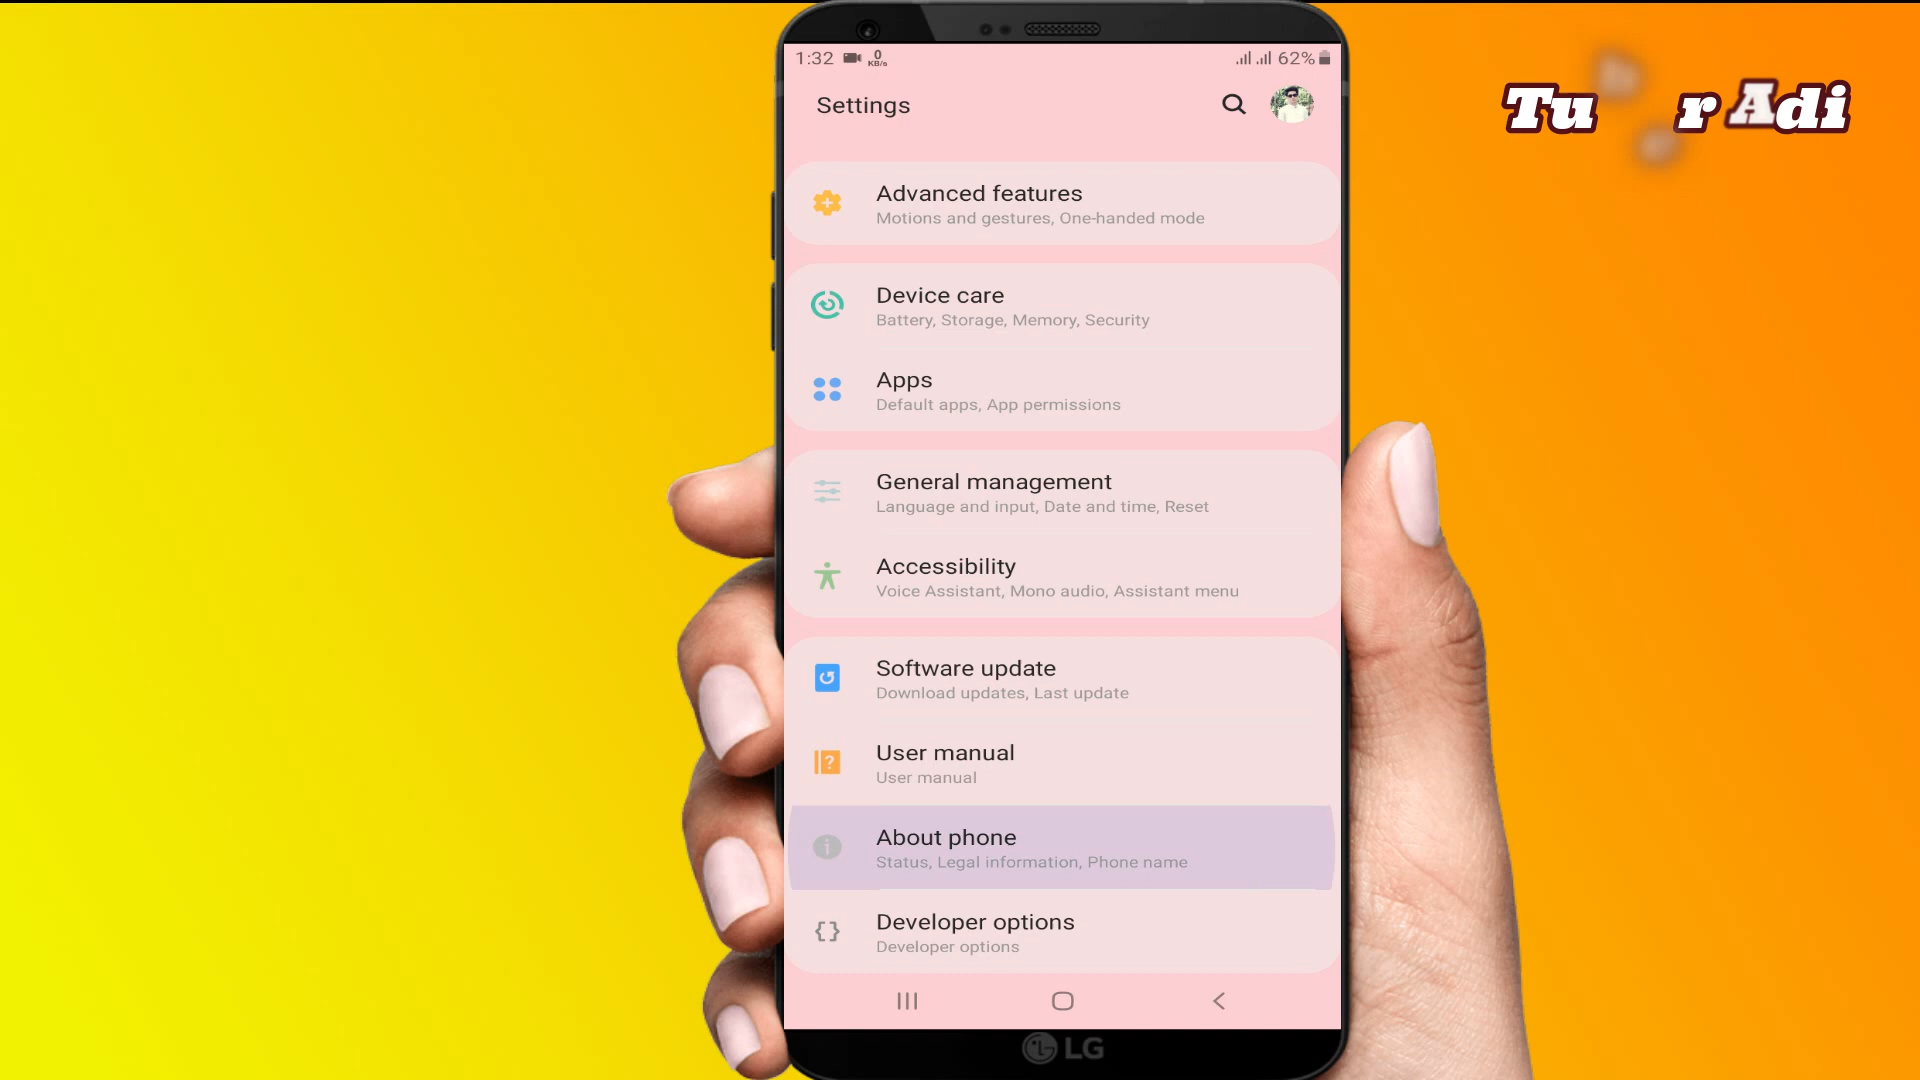 1:32 0 KB/s 62%
Settings
Tu r Adi
Advanced features
Motions and gestures, One-handed mode
Device care
Battery, Storage, Memory, Security
Apps
Default apps, App permissions
General management
Language and input, Date and time, Reset
Accessibility
Voice Assistant, Mono audio, Assistant menu
Software update
Download updates, Last update
User manual
User manual
About phone
Status, Legal information, Phone name
Developer options
Developer options
LG